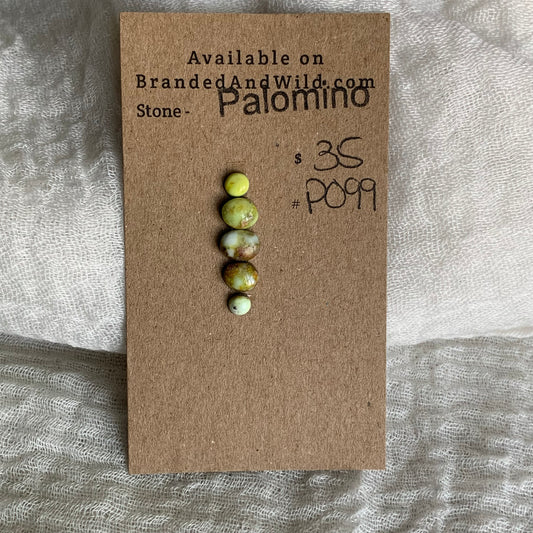 Available on
BrandedAndWild.com
Stone - Palomino
$ 35
# P099